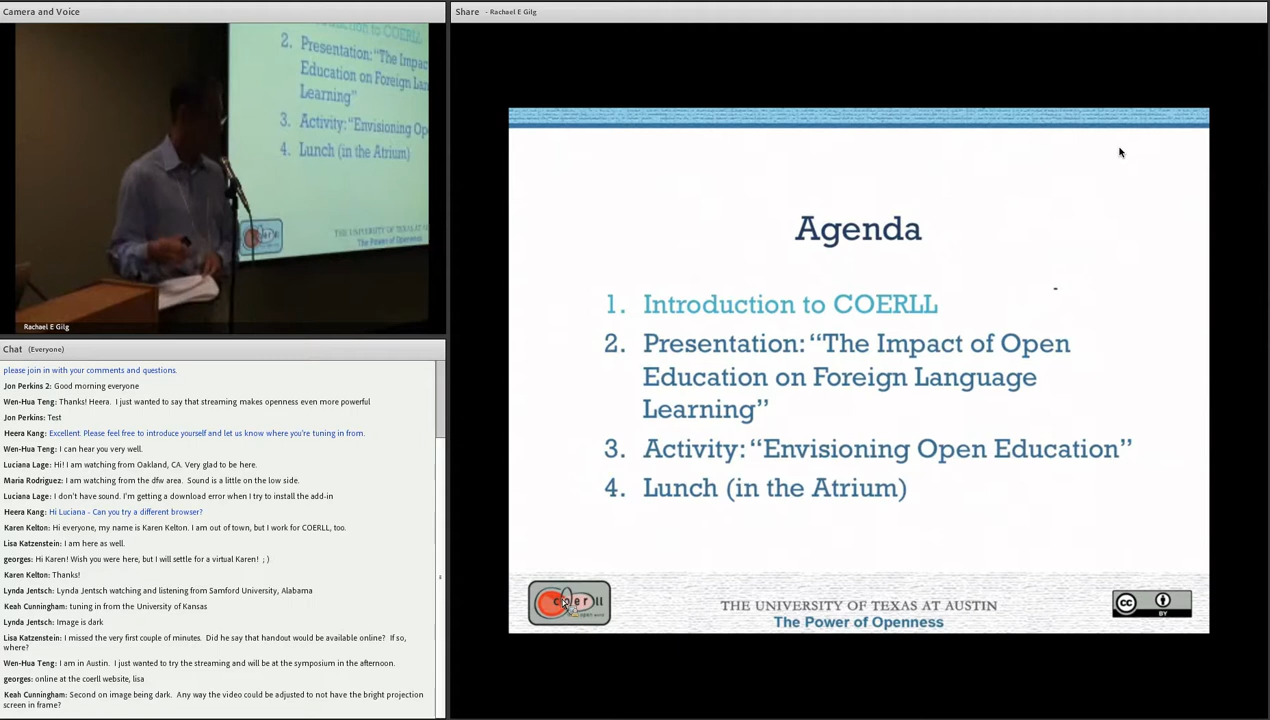 Camera and Voice
duction to COERLL
2. Presentation: “The Impac
Education on Foreign Lan
Learning”
3. Activity: “Envisioning Op
4. Lunch (in the Atrium)
THE UNIVERSITY OF TEXAS AT
The Power of Openness
Rachael E Gilg
Chat (Everyone)
please join in with your comments and questions.
Jon Perkins 2: Good morning everyone
Wen-Hua Teng: Thanks! Heera. I just wanted to say that streaming makes openness even more powerful
Jon Perkins: Test
Heera Kang: Excellent. Please feel free to introduce yourself and let us know where you're tuning in from.
Wen-Hua Teng: I can hear you very well.
Luciana Lage: Hi! I am watching from Oakland, CA. Very glad to be here.
Maria Rodriguez: I am watching from the dfw area. Sound is a little on the low side.
Luciana Lage: I don't have sound. I'm getting a download error when I try to install the add-in
Heera Kang: Hi Luciana - Can you try a different browser?
Karen Kelton: Hi everyone, my name is Karen Kelton. I am out of town, but I work for COERLL, too.
Lisa Katzenstein: I am here as well.
georges: Hi Karen! Wish you were here, but I will settle for a virtual Karen! ; )
Karen Kelton: Thanks!
Lynda Jentsch: Lynda Jentsch watching and listening from Samford University, Alabama
Keah Cunningham: tuning in from the University of Kansas
Lynda Jentsch: Image is dark
Lisa Katzenstein: I missed the very first couple of minutes. Did he say that handout would be available online? If so,
where?
Wen-Hua Teng: I am in Austin. I just wanted to try the streaming and will be at the symposium in the afternoon.
georges: online at the coerll website, lisa
Keah Cunningham: Second on image being dark. Any way the video could be adjusted to not have the bright projection
screen in frame?
Share - Rachael E Gilg
Agenda
1. Introduction to COERLL
2. Presentation: “The Impact of Open
Education on Foreign Language
Learning”
3. Activity: “Envisioning Open Education”
4. Lunch (in the Atrium)
coerll
THE UNIVERSITY OF TEXAS AT AUSTIN
The Power of Openness
cc BY